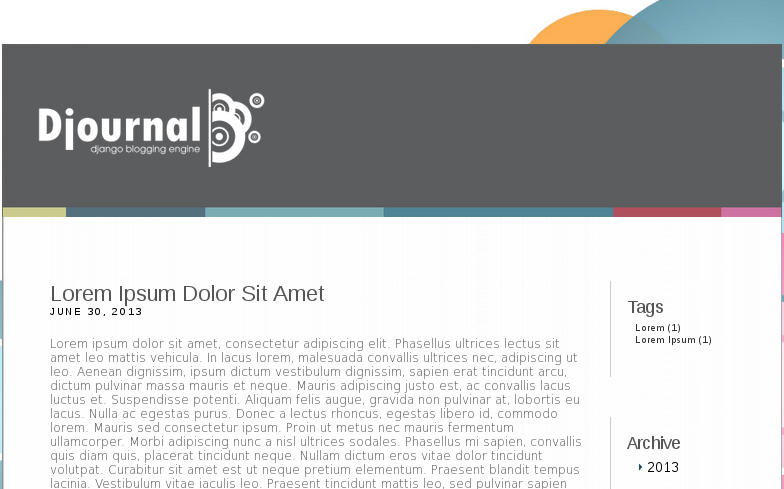 Djournal
django blogging engine
Lorem Ipsum Dolor Sit Amet
JUNE 30, 2013
Lorem ipsum dolor sit amet, consectetur adipiscing elit. Phasellus ultrices lectus sit
amet leo mattis vehicula. In lacus lorem, malesuada convallis ultrices nec, adipiscing ut
leo. Aenean dignissim, ipsum dictum vestibulum dignissim, sapien erat tincidunt arcu,
dictum pulvinar massa mauris et neque. Mauris adipiscing justo est, ac convallis lacus
luctus et. Suspendisse potenti. Aliquam felis augue, gravida non pulvinar at, lobortis eu
lacus. Nulla ac egestas purus. Donec a lectus rhoncus, egestas libero id, commodo
lorem. Mauris sed consectetur ipsum. Proin ut metus nec mauris fermentum
ullamcorper. Morbi adipiscing nunc a nisl ultrices sodales. Phasellus mi sapien, convallis
quis diam quis, placerat tincidunt neque. Nullam dictum eros vitae dolor tincidunt
volutpat. Curabitur sit amet est ut neque pretium elementum. Praesent blandit tempus
lacinia. Vestibulum vitae iaculis leo. Praesent tincidunt mattis leo, sed pulvinar sapien
Tags
Lorem (1)
Lorem Ipsum (1)
Archive
2013